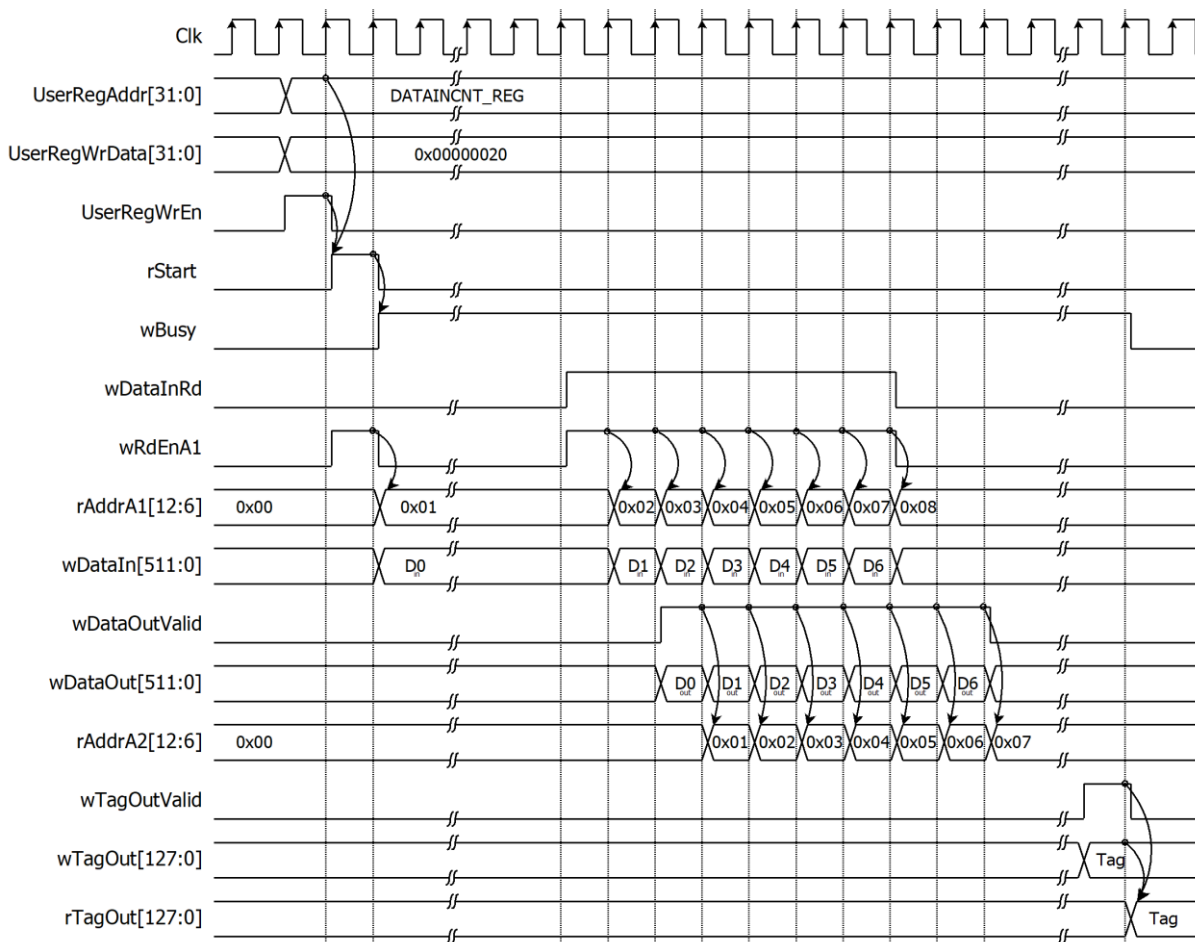 Clk
UserRegAddr[31:0] DATAINCNT_REG
UserRegWrData[31:0] 0x00000020
UserRegWrEn
rStart
wBusy
wDataInRd
wRdEnA1
rAddrA1[12:6] 0x00 0x01 0x02 0x03 0x04 0x05 0x06 0x07 0x08
wDataIn[511:0] D0in D1in D2in D3in D4in D5in D6in
wDataOutValid
wDataOut[511:0] D0out D1out D2out D3out D4out D5out D6out
rAddrA2[12:6] 0x00 0x01 0x02 0x03 0x04 0x05 0x06 0x07
wTagOutValid
wTagOut[127:0] Tag
rTagOut[127:0] Tag